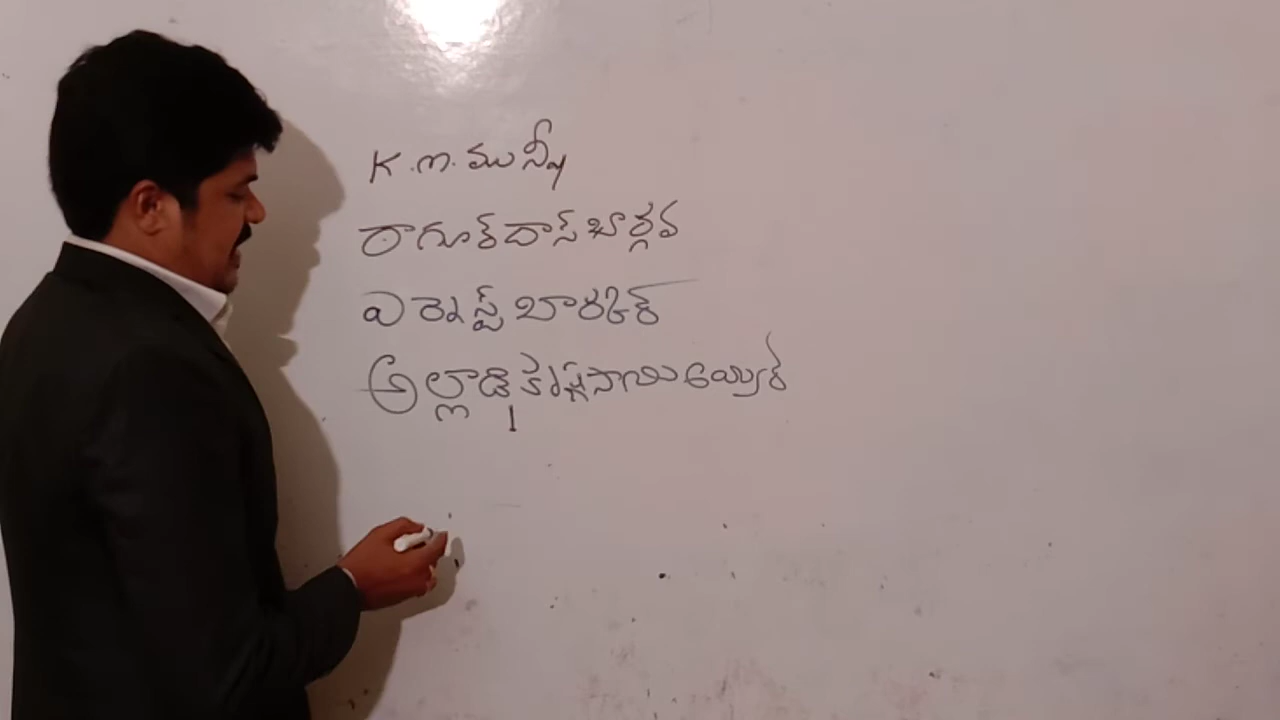 K.M. మున్షీ
ఠాగూర్ దాస్ భార్గవ
ఎర్నెస్ట్ బార్కర్
అల్లాడి కృష్ణసామి అయ్యర్